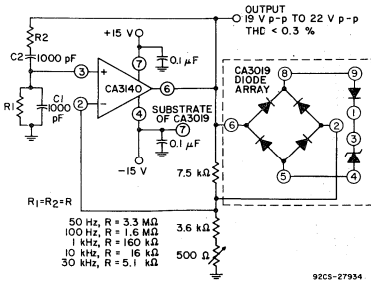 OUTPUT
19 V p-p TO 22 V p-p
THD < 0.3 %
+15 V
R2
C2
1000 pF
7
0.1 µF
3
+
CA3140
6
2
–
4
R1
C1
1000
pF
SUBSTRATE
OF CA3019
7
0.1 µF
–15 V
CA3019
DIODE
ARRAY
8
9
6
2
1
3
5
4
7.5 kΩ
R1=R2=R
50 Hz, R = 3.3 MΩ
100 Hz, R = 1.6 MΩ
1 kHz, R = 160 kΩ
10 kHz, R = 16 kΩ
30 kHz, R = 5.1 kΩ
3.6 kΩ
500 Ω
92CS-27934